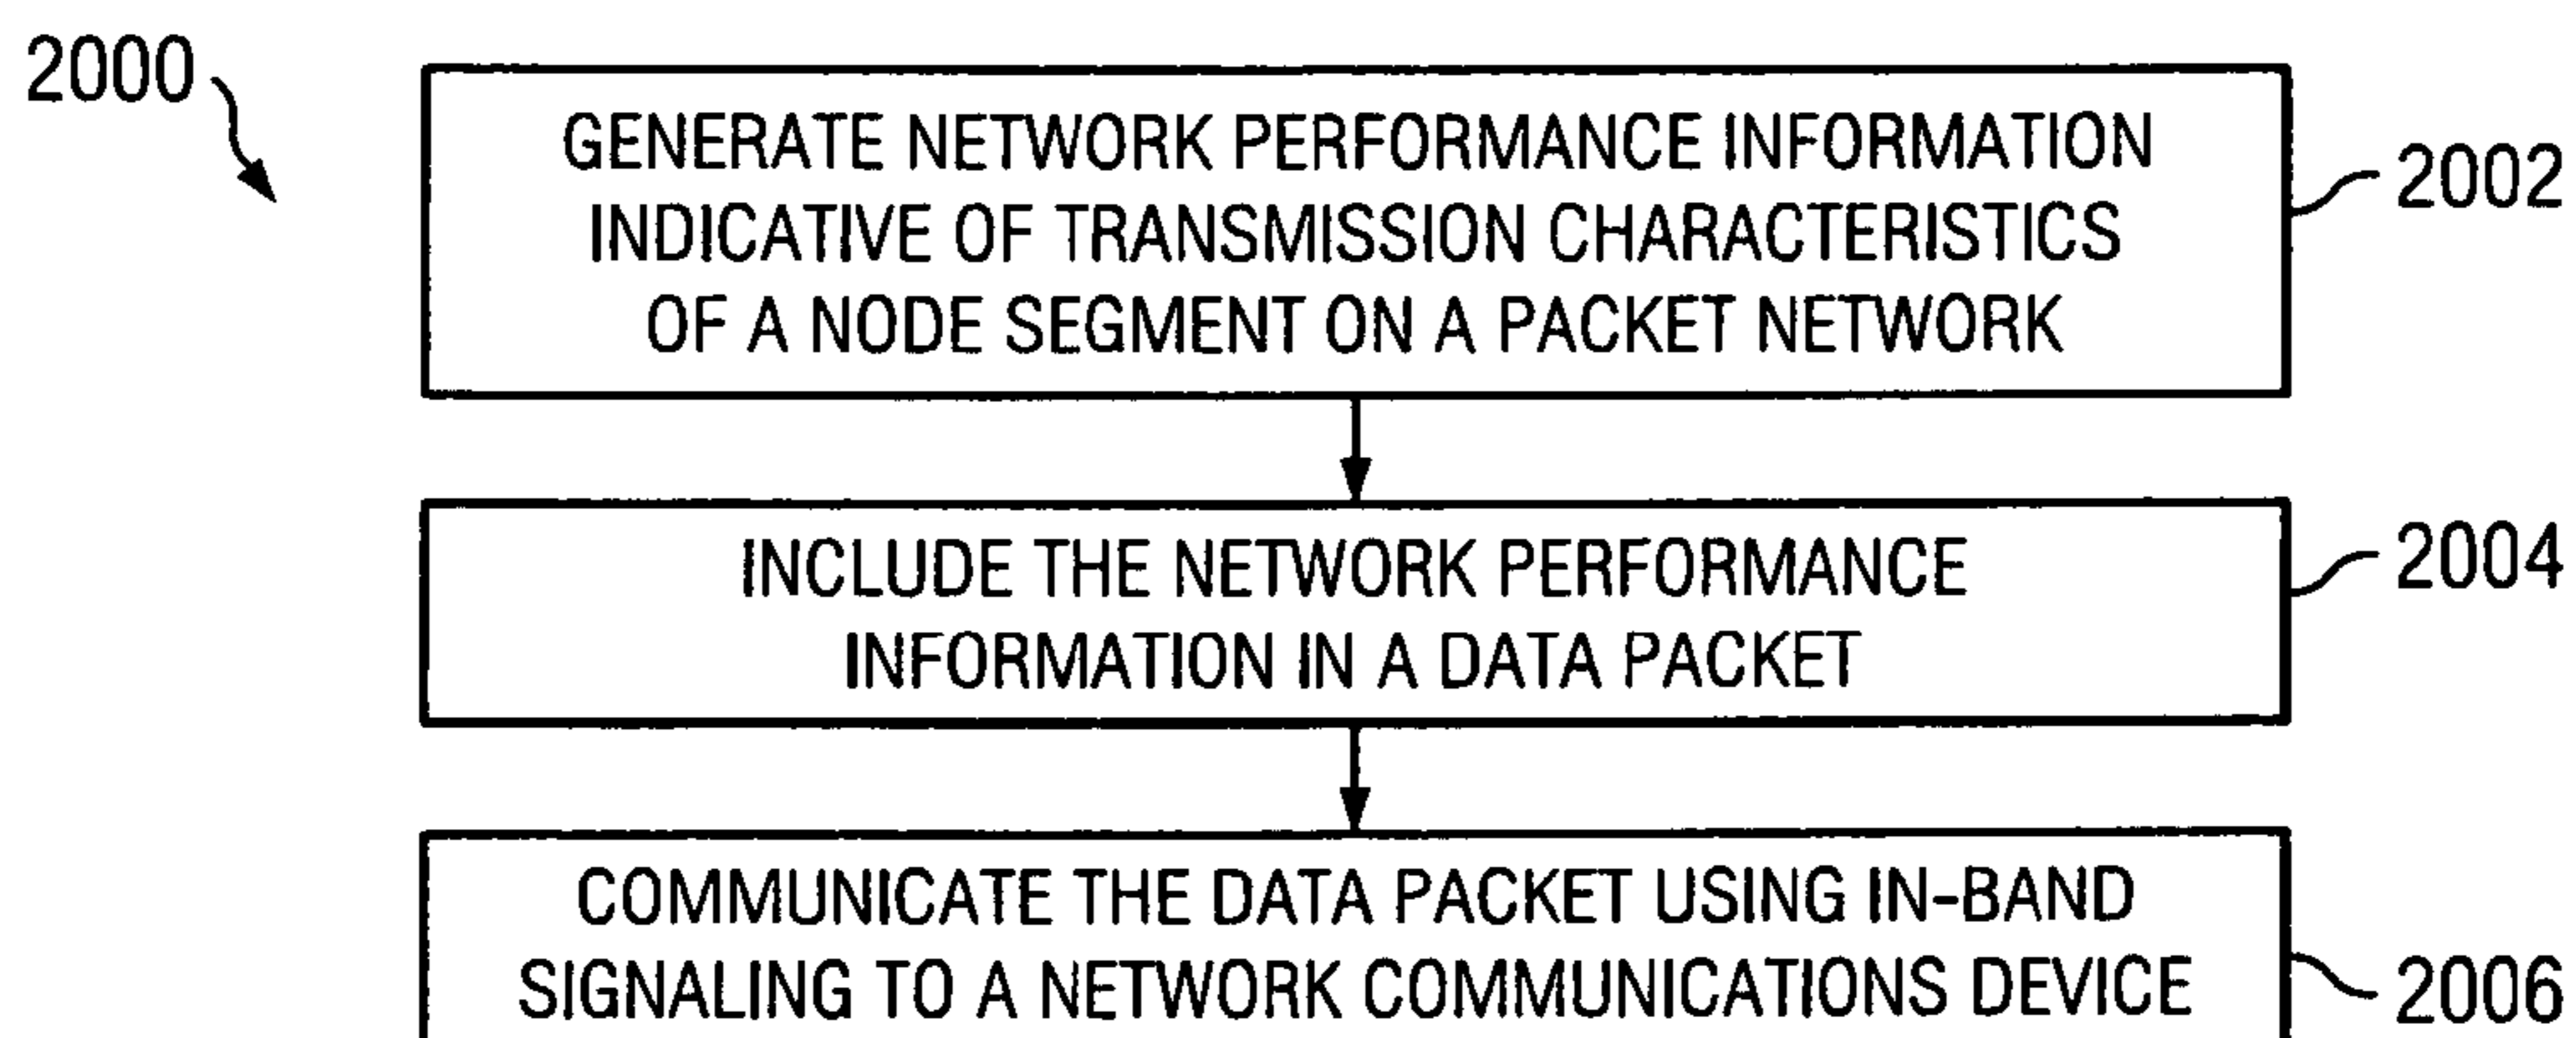 2000
GENERATE NETWORK PERFORMANCE INFORMATION
INDICATIVE OF TRANSMISSION CHARACTERISTICS
OF A NODE SEGMENT ON A PACKET NETWORK
2002
INCLUDE THE NETWORK PERFORMANCE
INFORMATION IN A DATA PACKET
2004
COMMUNICATE THE DATA PACKET USING IN-BAND
SIGNALING TO A NETWORK COMMUNICATIONS DEVICE
2006